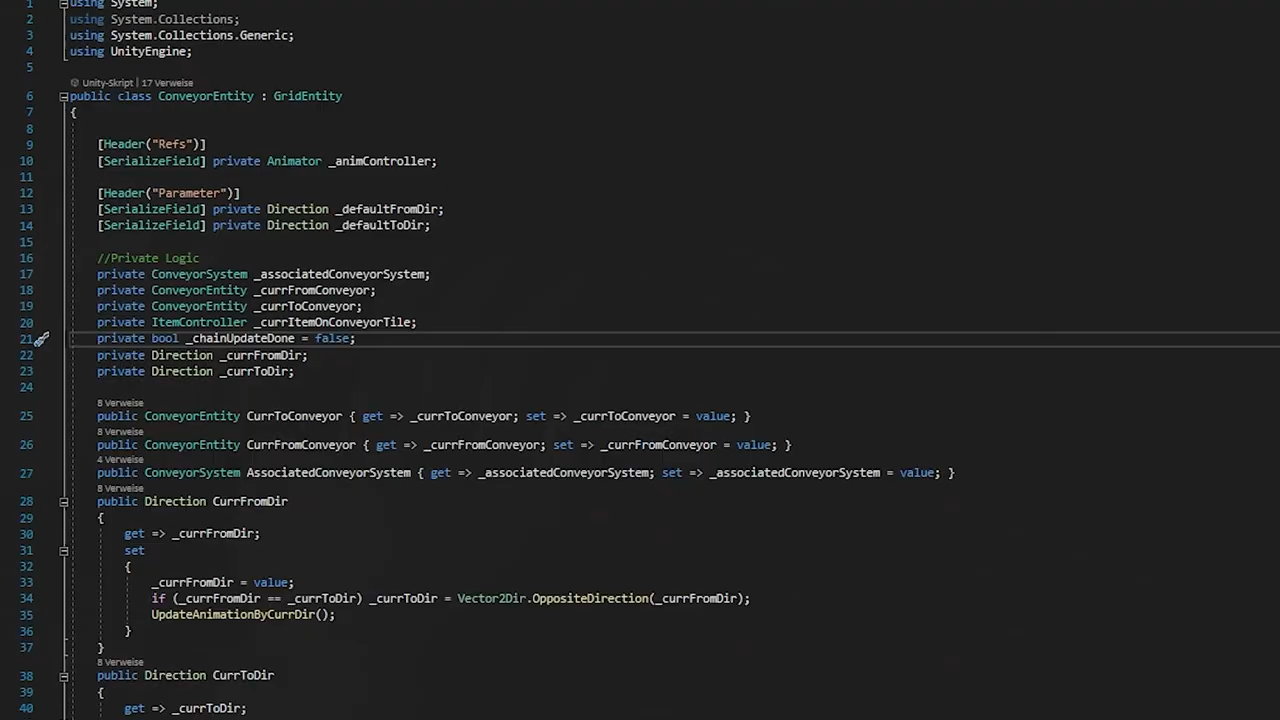 1 using System;
2 using System.Collections;
3 using System.Collections.Generic;
4 using UnityEngine;
5
Unity-Skript | 17 Verweise
6 public class ConveyorEntity : GridEntity
7 {
8
9 [Header("Refs")]
10 [SerializeField] private Animator _animController;
11
12 [Header("Parameter")]
13 [SerializeField] private Direction _defaultFromDir;
14 [SerializeField] private Direction _defaultToDir;
15
16 //Private Logic
17 private ConveyorSystem _associatedConveyorSystem;
18 private ConveyorEntity _currFromConveyor;
19 private ConveyorEntity _currToConveyor;
20 private ItemController _currItemOnConveyorTile;
21 private bool _chainUpdateDone = false;
22 private Direction _currFromDir;
23 private Direction _currToDir;
24
8 Verweise
25 public ConveyorEntity CurrToConveyor { get => _currToConveyor; set => _currToConveyor = value; }
8 Verweise
26 public ConveyorEntity CurrFromConveyor { get => _currFromConveyor; set => _currFromConveyor = value; }
4 Verweise
27 public ConveyorSystem AssociatedConveyorSystem { get => _associatedConveyorSystem; set => _associatedConveyorSystem = value; }
8 Verweise
28 public Direction CurrFromDir
29 {
30 get => _currFromDir;
31 set
32 {
33 _currFromDir = value;
34 if (_currFromDir == _currToDir) _currToDir = Vector2Dir.OppositeDirection(_currFromDir);
35 UpdateAnimationByCurrDir();
36 }
37 }
8 Verweise
38 public Direction CurrToDir
39 {
40 get => _currToDir;